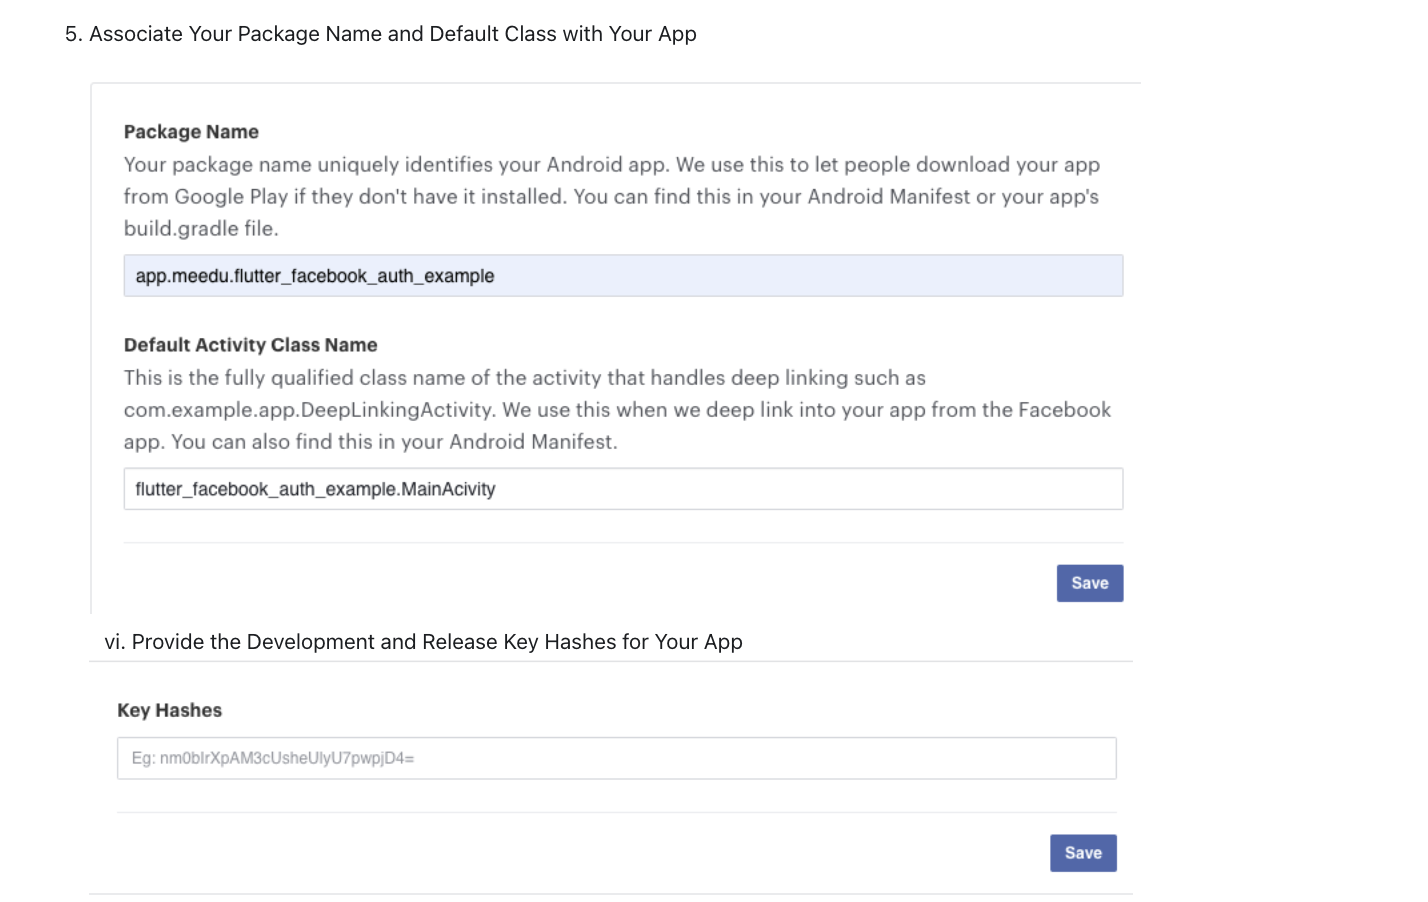 5. Associate Your Package Name and Default Class with Your App
Package Name
Your package name uniquely identifies your Android app. We use this to let people download your app
from Google Play if they don't have it installed. You can find this in your Android Manifest or your app's
build.gradle file.
app.meedu.flutter_facebook_auth_example
Default Activity Class Name
This is the fully qualified class name of the activity that handles deep linking such as
com.example.app.DeepLinkingActivity. We use this when we deep link into your app from the Facebook
app. You can also find this in your Android Manifest.
flutter_facebook_auth_example.MainAcivity
Save
vi. Provide the Development and Release Key Hashes for Your App
Key Hashes
Eg: nm0blrXpAM3cUsheUlyU7pwpjD4=
Save